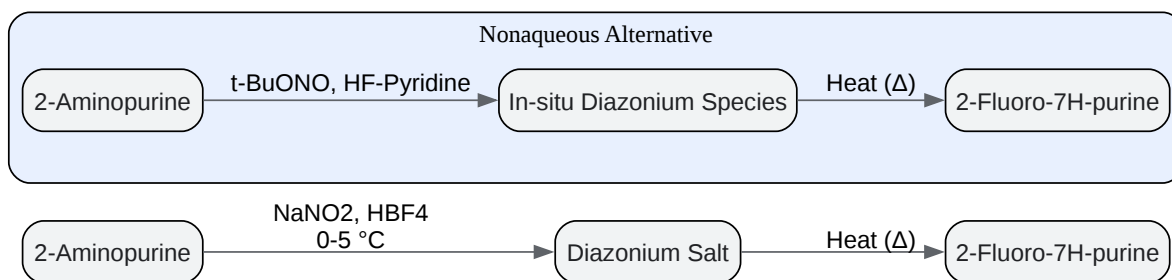 Nonaqueous Alternative
2-Aminopurine
t-BuONO, HF-Pyridine
In-situ Diazonium Species
Heat (Δ)
2-Fluoro-7H-purine
2-Aminopurine
NaNO2, HBF4
0-5 °C
Diazonium Salt
Heat (Δ)
2-Fluoro-7H-purine